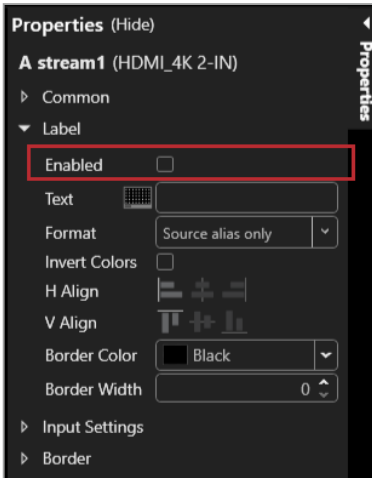 Properties (Hide)
Properties
A stream1 (HDMI_4K 2-IN)
Common
Label
Enabled
Text
Format Source alias only
Invert Colors
H Align
V Align
Border Color Black
Border Width 0
Input Settings
Border